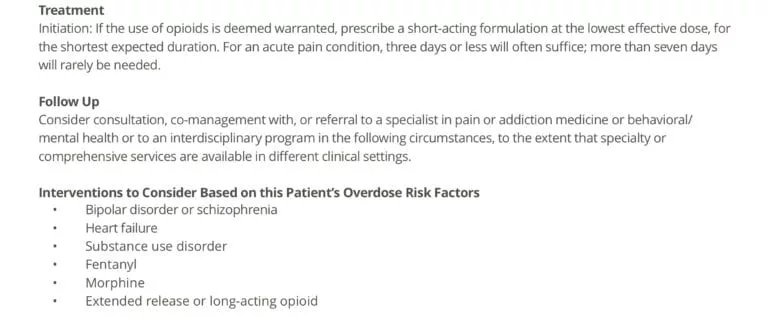 Treatment
Initiation: If the use of opioids is deemed warranted, prescribe a short-acting formulation at the lowest effective dose, for
the shortest expected duration. For an acute pain condition, three days or less will often suffice; more than seven days
will rarely be needed.
Follow Up
Consider consultation, co-management with, or referral to a specialist in pain or addiction medicine or behavioral/
mental health or to an interdisciplinary program in the following circumstances, to the extent that specialty or
comprehensive services are available in different clinical settings.
Interventions to Consider Based on this Patient's Overdose Risk Factors
• Bipolar disorder or schizophrenia
• Heart failure
• Substance use disorder
• Fentanyl
• Morphine
• Extended release or long-acting opioid